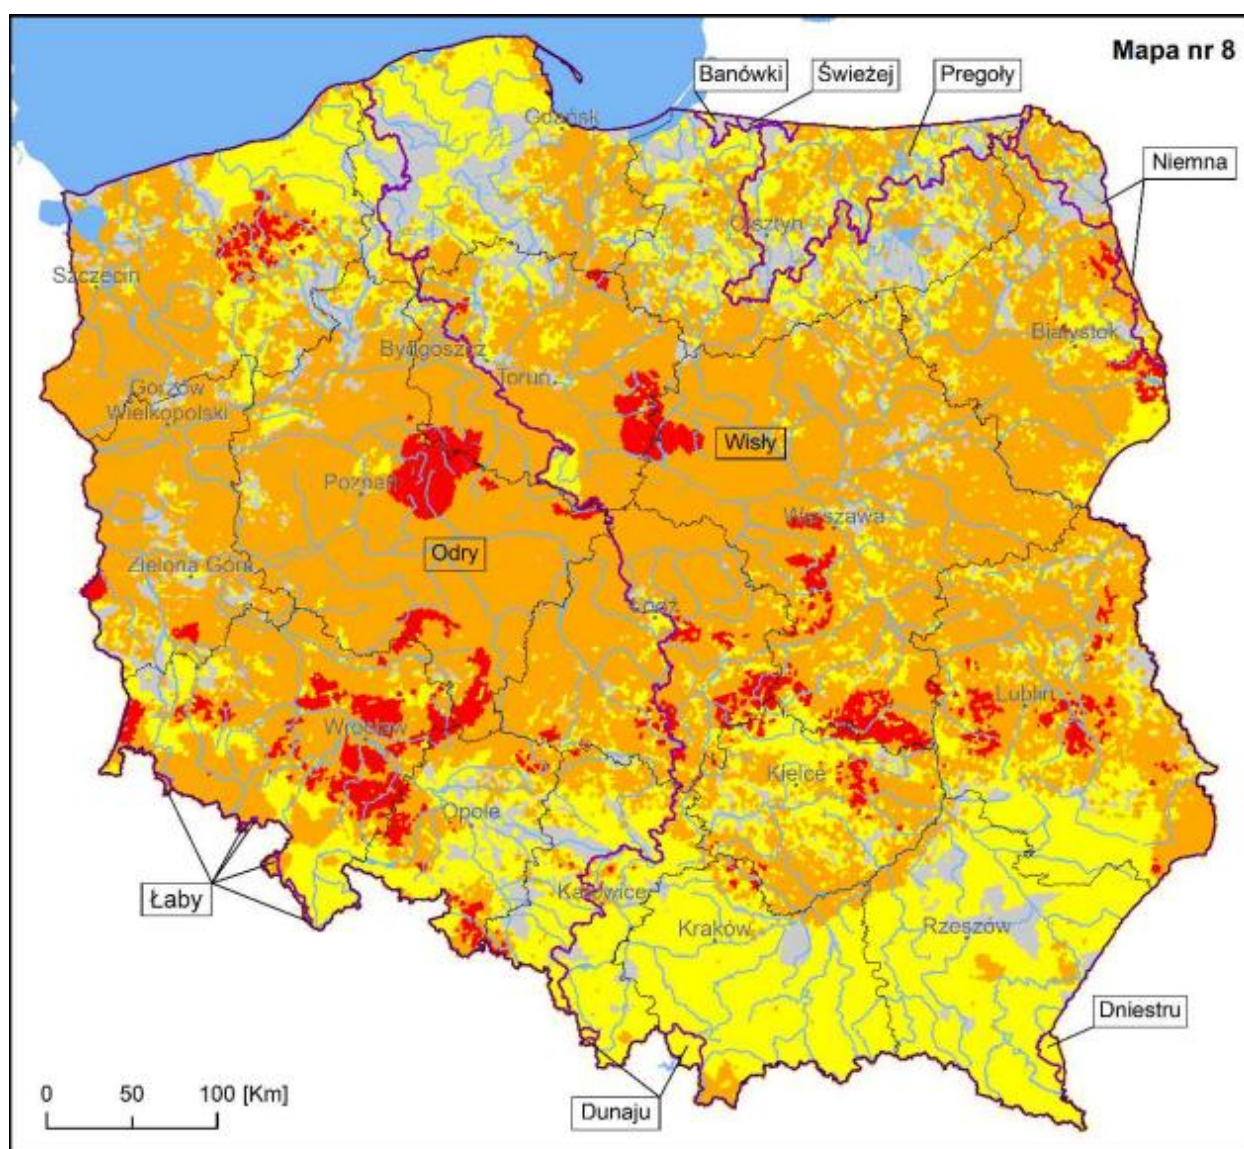 Mapa nr 8
Banówki
Świeżej
Pregoły
Gdańsk
Niemna
Olsztyn
Szczecin
Białystok
Bydgoszcz
Toruń
Gorzów
Wielkopolski
Wisły
Poznań
Warszawa
Odry
Zielona Góra
Łódź
Lublin
Wrocław
Kielce
Opole
Łaby
Katowice
Kraków
Rzeszów
Dniestru
0 50 100 [Km]
Dunaju